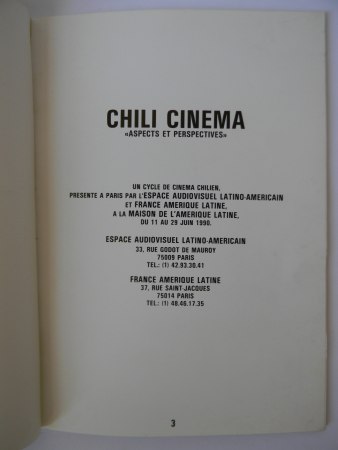 CHILI CINEMA
«ASPECTS ET PERSPECTIVES»
UN CYCLE DE CINEMA CHILIEN,
PRESENTE A PARIS PAR L'ESPACE AUDIOVISUEL LATINO-AMERICAIN
ET FRANCE AMERIQUE LATINE,
A LA MAISON DE L'AMERIQUE LATINE,
DU 11 AU 29 JUIN 1990.
ESPACE AUDIOVISUEL LATINO-AMERICAIN
33, RUE GODOT DE MAUROY
75009 PARIS
TEL.: (1) 42.93.30.41
FRANCE AMERIQUE LATINE
37, RUE SAINT-JACQUES
75014 PARIS
TEL.: (1) 48.46.17.35
3